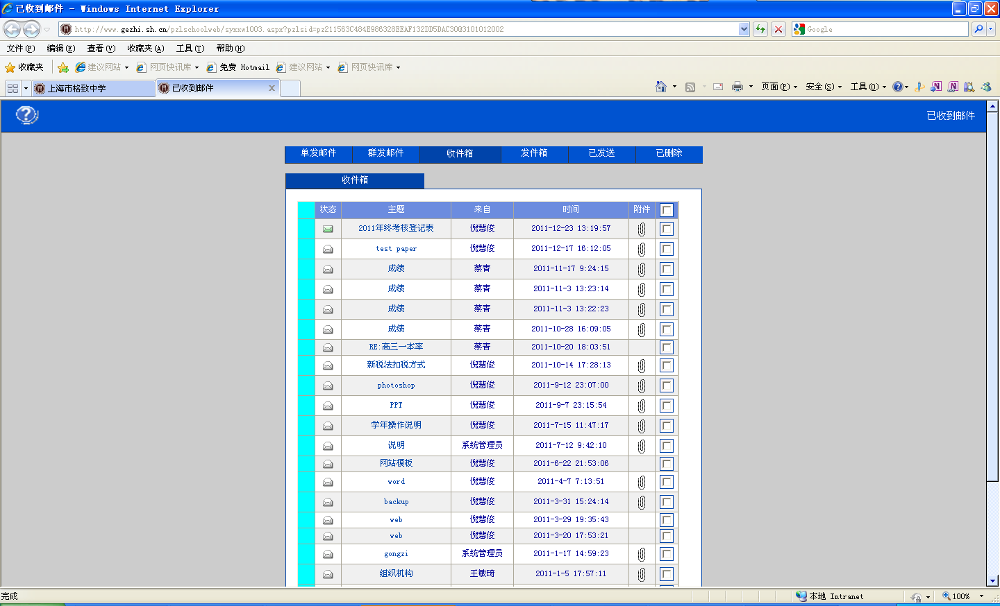 已收到邮件 - Windows Internet Explorer
http://www.gezhi.sh.cn/pzlschoolweb/syxxw1003.aspx?pzlsid=pz211563C484E986328EEAF132DD5DAC30@3101012002
Google
文件(F) 编辑(E) 查看(V) 收藏夹(A) 工具(T) 帮助(H)
收藏夹 建议网站 网页快讯库 免费 Hotmail 建议网站 网页快讯库
上海市格致中学 已收到邮件 页面(P) 安全(S) 工具(O)
已收到邮件
单发邮件 群发邮件 收件箱 发件箱 已发送 已删除
收件箱
状态 主题 来自 时间 附件
2011年终考核登记表 倪慧俊 2011-12-23 13:19:57
test paper 倪慧俊 2011-12-17 16:12:05
成绩 蔡青 2011-11-17 9:24:15
成绩 蔡青 2011-11-3 13:23:14
成绩 蔡青 2011-11-3 13:22:23
成绩 蔡青 2011-10-28 16:09:05
RE:高三一本率 蔡青 2011-10-20 18:03:51
新税法扣税方式 倪慧俊 2011-10-14 17:28:13
photoshop 倪慧俊 2011-9-12 23:07:00
PPT 倪慧俊 2011-9-7 23:15:54
学年操作说明 倪慧俊 2011-7-15 11:47:17
说明 系统管理员 2011-7-12 9:42:10
网站模板 倪慧俊 2011-6-22 21:53:06
word 倪慧俊 2011-4-7 7:13:51
backup 倪慧俊 2011-3-31 15:24:14
web 倪慧俊 2011-3-29 19:35:43
web 倪慧俊 2011-3-20 17:53:21
gongzi 系统管理员 2011-1-17 14:59:23
组织机构 王敏琦 2011-1-5 17:57:11
完成 本地 Intranet 100%